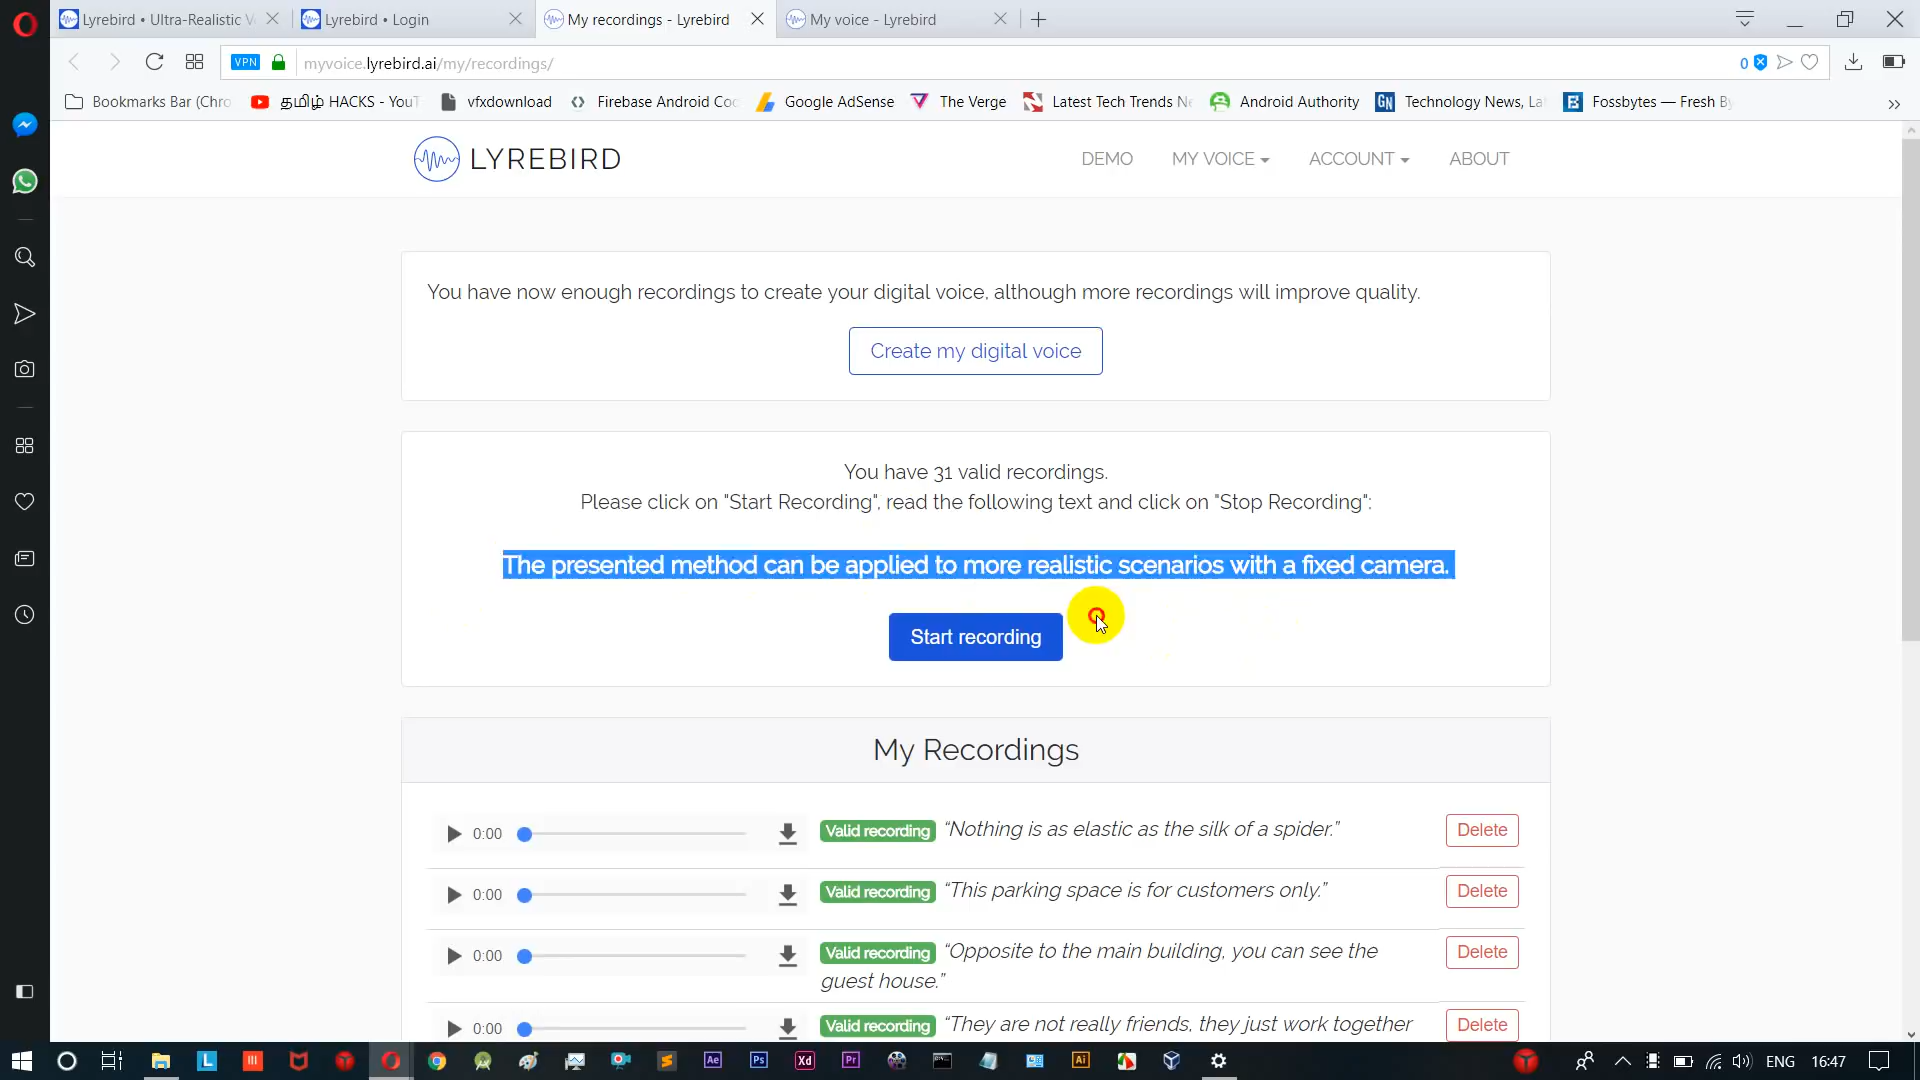 Lyrebird • Ultra-Realistic V
Lyrebird • Login
My recordings - Lyrebird
My voice - Lyrebird
VPN
myvoice.lyrebird.ai/my/recordings/
0
Bookmarks Bar (Chro
தமிழ் HACKS - YouT
vfxdownload
Firebase Android Coc
Google AdSense
The Verge
Latest Tech Trends N
Android Authority
GN
Technology News, La
Fossbytes — Fresh By
LYREBIRD
DEMO
MY VOICE
ACCOUNT
ABOUT
You have now enough recordings to create your digital voice, although more recordings will improve quality.
Create my digital voice
You have 31 valid recordings.
Please click on "Start Recording", read the following text and click on "Stop Recording":
The presented method can be applied to more realistic scenarios with a fixed camera.
Start recording
My Recordings
0:00
Valid recording “Nothing is as elastic as the silk of a spider.”
Delete
0:00
Valid recording “This parking space is for customers only.”
Delete
0:00
Valid recording “Opposite to the main building, you can see the
guest house.”
Delete
0:00
Valid recording “They are not really friends, they just work together
Delete
L
Ae
Ps
Xd
Pr
Ai
ENG
16:47